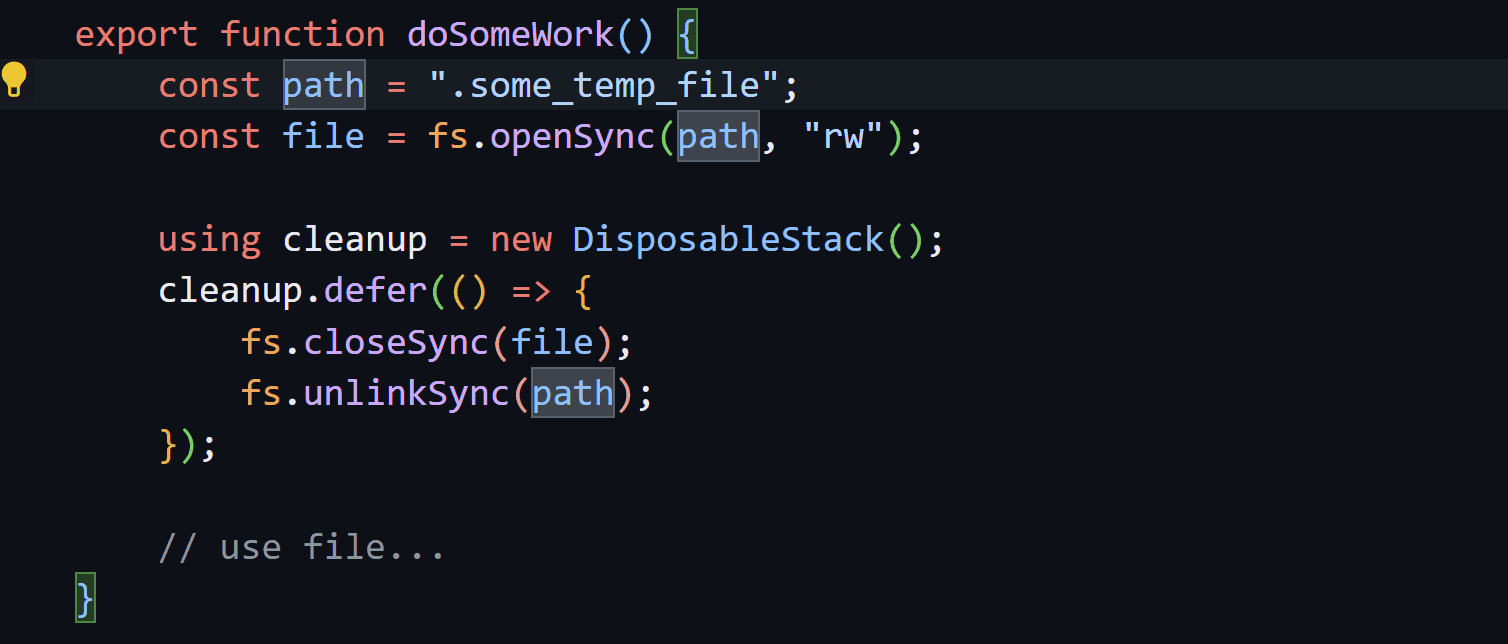 export function doSomeWork() {
    const path = ".some_temp_file";
    const file = fs.openSync(path, "rw");

    using cleanup = new DisposableStack();
    cleanup.defer(() => {
        fs.closeSync(file);
        fs.unlinkSync(path);
    });

    // use file...
}